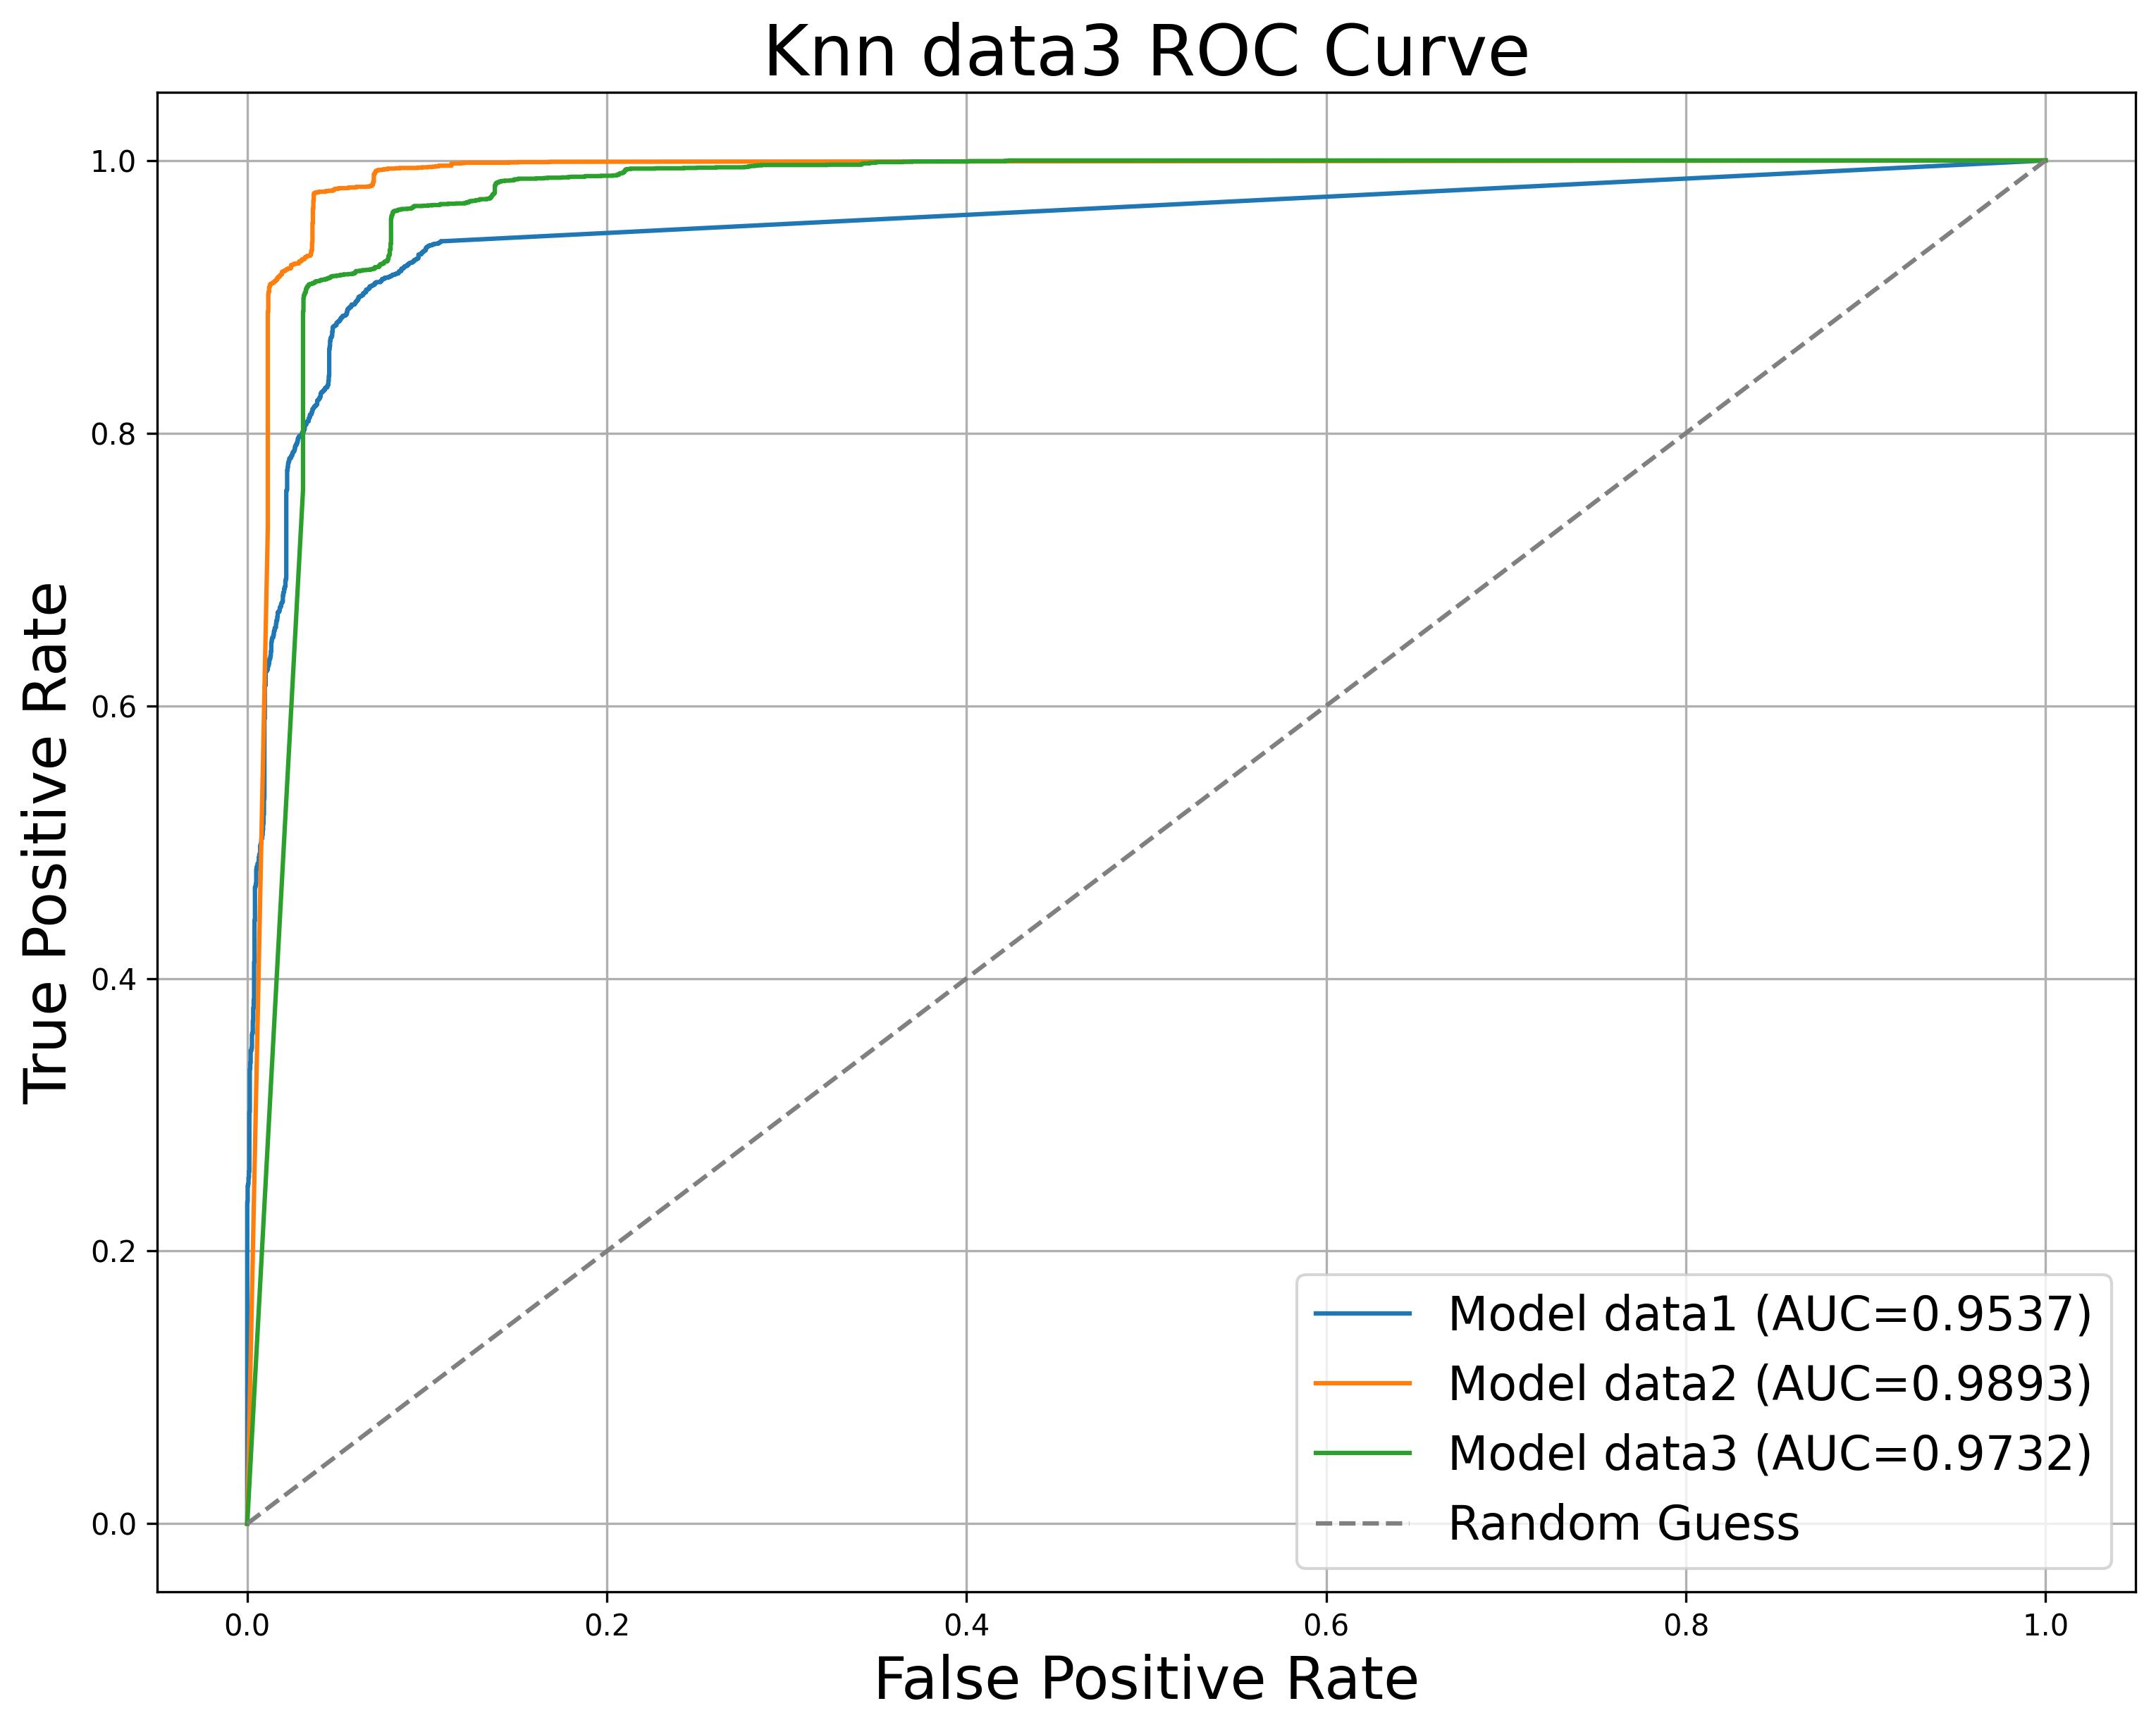 Knn data3 ROC Curve
True Positive Rate
1.0
0.8
0.6
0.4
0.2
0.0
0.0 0.2 0.4 0.6 0.8 1.0
False Positive Rate
Model data1 (AUC=0.9537)
Model data2 (AUC=0.9893)
Model data3 (AUC=0.9732)
Random Guess